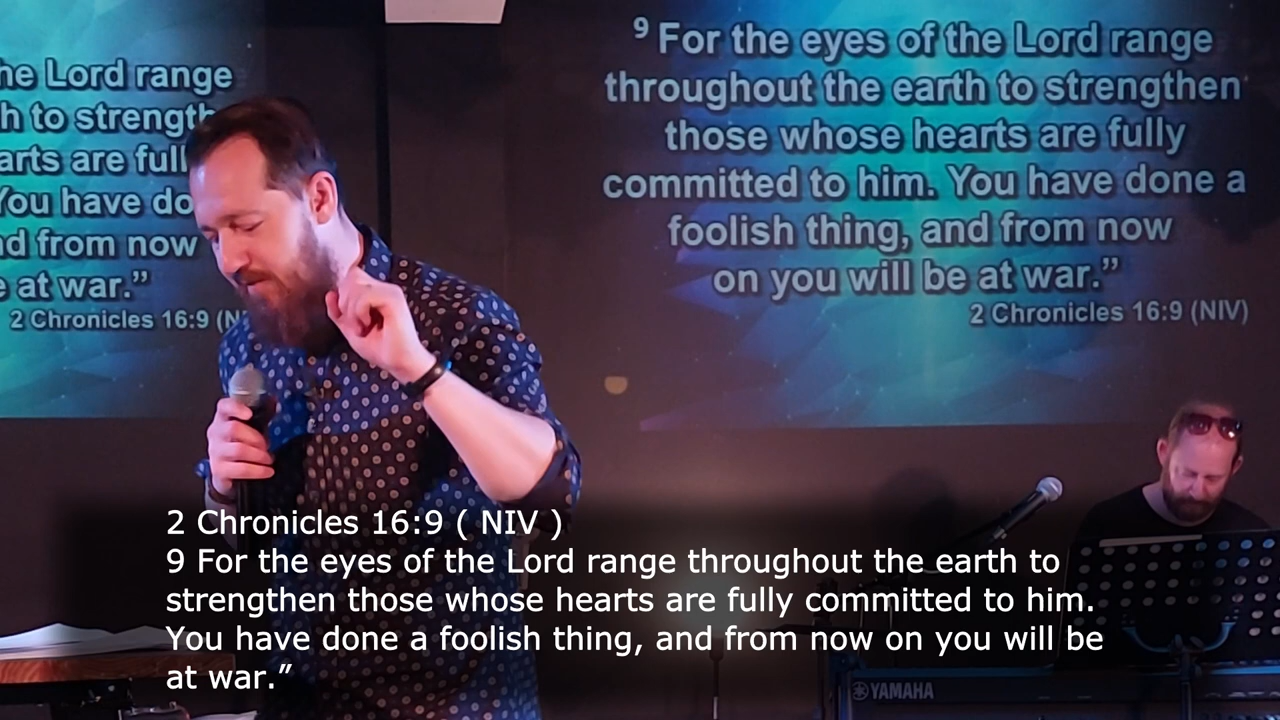 he Lord range
h to strength
arts are full
You have do
nd from now
e at war.”
2 Chronicles 16:9 (N
9 For the eyes of the Lord range
throughout the earth to strengthen
those whose hearts are fully
committed to him. You have done a
foolish thing, and from now
on you will be at war.”
2 Chronicles 16:9 (NIV)
2 Chronicles 16:9 ( NIV )
9 For the eyes of the Lord range throughout the earth to
strengthen those whose hearts are fully committed to him.
You have done a foolish thing, and from now on you will be
at war.”
YAMAHA